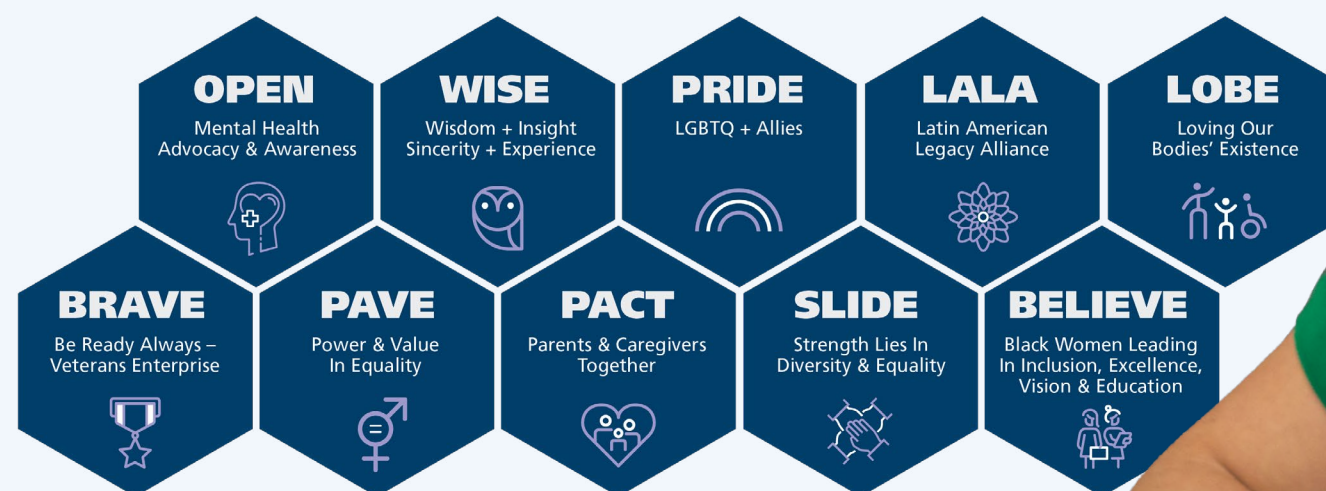 OPEN
Mental Health
Advocacy & Awareness
WISE
Wisdom + Insight
Sincerity + Experience
PRIDE
LGBTQ + Allies
LALA
Latin American
Legacy Alliance
LOBE
Loving Our
Bodies' Existence
BRAVE
Be Ready Always –
Veterans Enterprise
PAVE
Power & Value
In Equality
PACT
Parents & Caregivers
Together
SLIDE
Strength Lies In
Diversity & Equality
BELIEVE
Black Women Leading
In Inclusion, Excellence,
Vision & Education